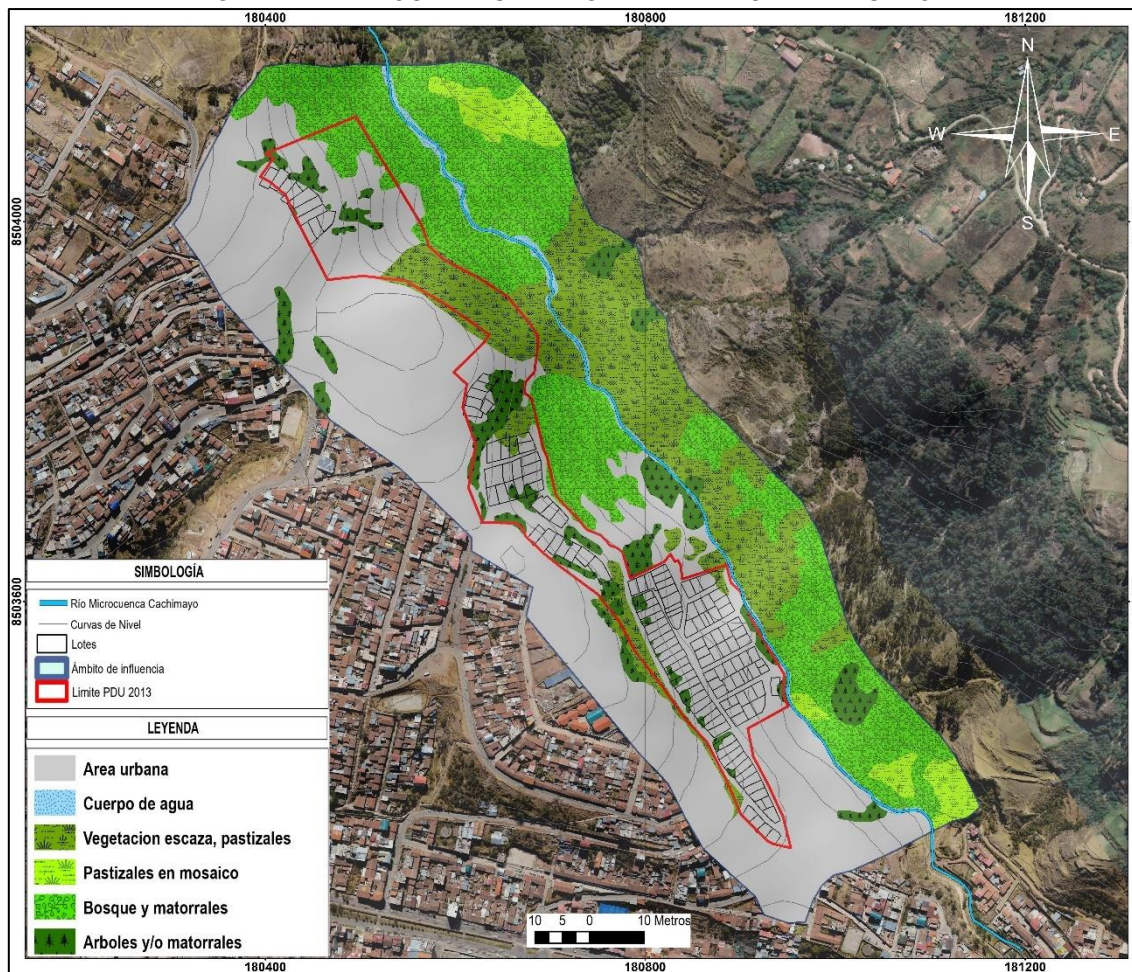 180400 180800 181200
N
W E
S
8504000
8503600
SIMBOLOGÍA
Río Microcuenca Cachimayo
Curvas de Nivel
Lotes
Ámbito de influencia
Limite PDU 2013
LEYENDA
Area urbana
Cuerpo de agua
Vegetacion escaza, pastizales
Pastizales en mosaico
Bosque y matorrales
Arboles y/o matorrales
10 5 0 10 Metros
180400 180800 181200